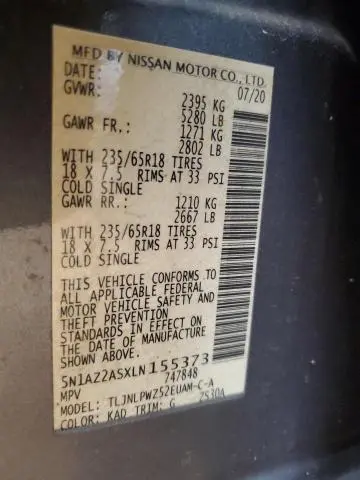 MFD BY NISSAN MOTOR CO., LTD.
DATE: 07/20
GVWR: 2395 KG
5280 LB
GAWR FR.: 1271 KG
2802 LB
WITH 235/65R18 TIRES
18 X 7.5 RIMS AT 33 PSI
COLD SINGLE
GAWR RR.: 1210 KG
2667 LB
WITH 235/65R18 TIRES
18 X 7.5 RIMS AT 33 PSI
COLD SINGLE
THIS VEHICLE CONFORMS TO
ALL APPLICABLE FEDERAL
MOTOR VEHICLE SAFETY AND
THEFT PREVENTION
STANDARDS IN EFFECT ON
THE DATE OF MANUFACTURE
SHOWN ABOVE.
5N1AZ2ASXLN155373
MPV 747848
MODEL: TLJNLPWZ52EUAM-C-A
COLOR: KAD TRIM: G Z530A